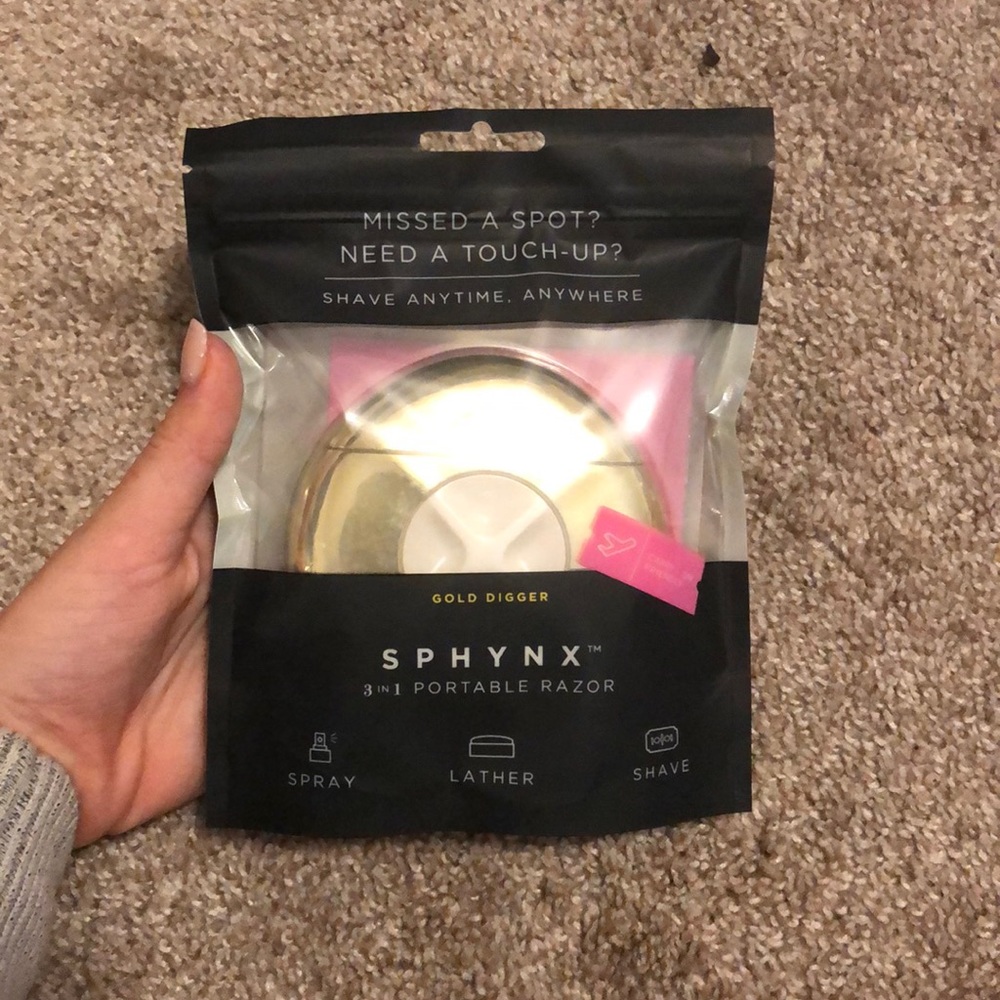 MISSED A SPOT?
NEED A TOUCH-UP?
SHAVE ANYTIME, ANYWHERE
GOLD DIGGER
SPHYNX™
3 IN 1 PORTABLE RAZOR
SPRAY
LATHER
SHAVE